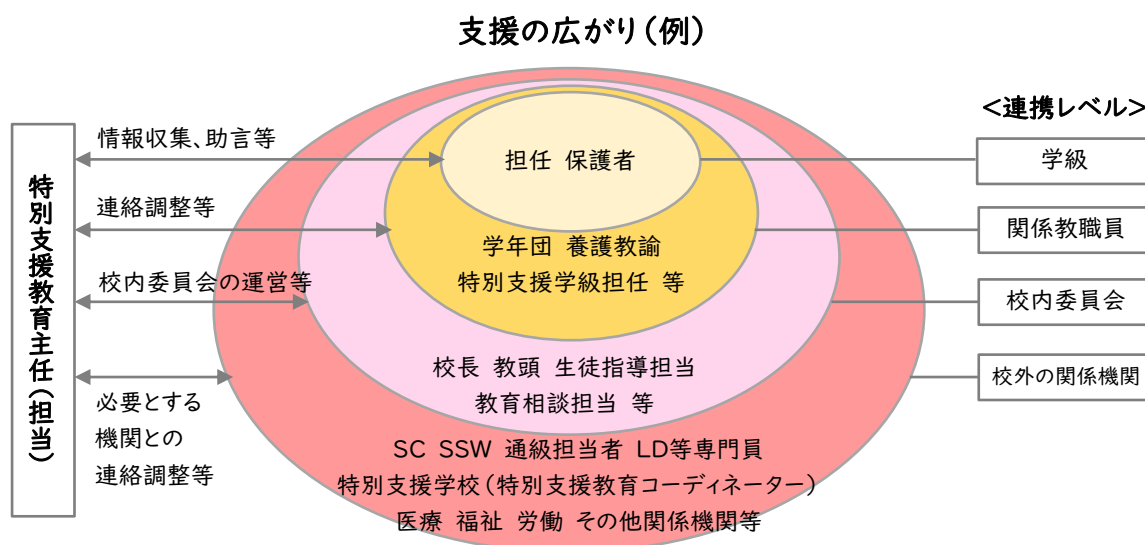 支援の広がり(例)
<連携レベル>
特別支援教育主任(担当)
情報収集、助言等
担任 保護者
学級
連絡調整等
学年団 養護教諭
特別支援学級担任 等
関係教職員
校内委員会の運営等
校長 教頭 生徒指導担当
教育相談担当 等
校内委員会
必要とする
機関との
連絡調整等
SC SSW 通級担当者 LD等専門員
特別支援学校(特別支援教育コーディネーター)
医療 福祉 労働 その他関係機関等
校外の関係機関